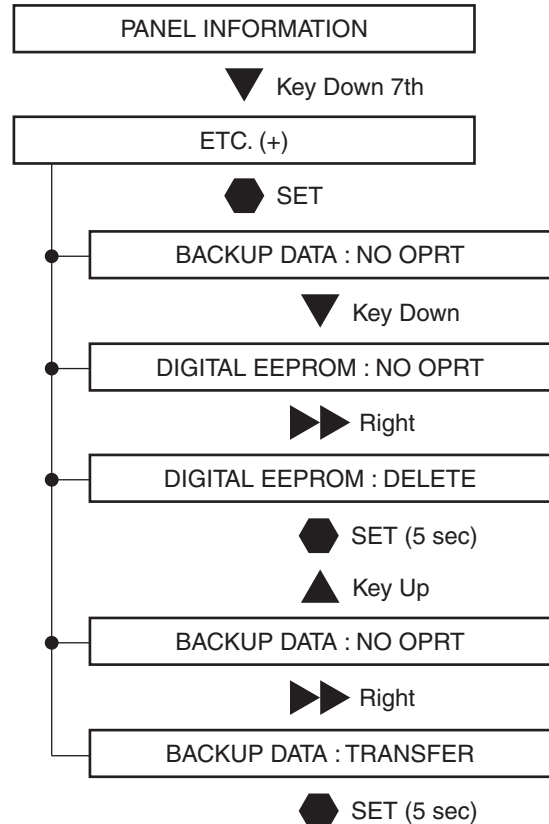 PANEL INFORMATION
Key Down 7th
ETC. (+)
SET
BACKUP DATA : NO OPRT
Key Down
DIGITAL EEPROM : NO OPRT
Right
DIGITAL EEPROM : DELETE
SET (5 sec)
Key Up
BACKUP DATA : NO OPRT
Right
BACKUP DATA : TRANSFER
SET (5 sec)